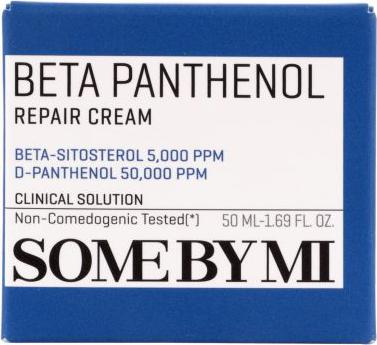 BETA PANTHENOL
REPAIR CREAM
BETA-SITOSTEROL 5,000 PPM
D-PANTHENOL 50,000 PPM
CLINICAL SOLUTION
Non-Comedogenic Tested(*) 50 ML-1.69 FL. OZ.
SOME BY MI